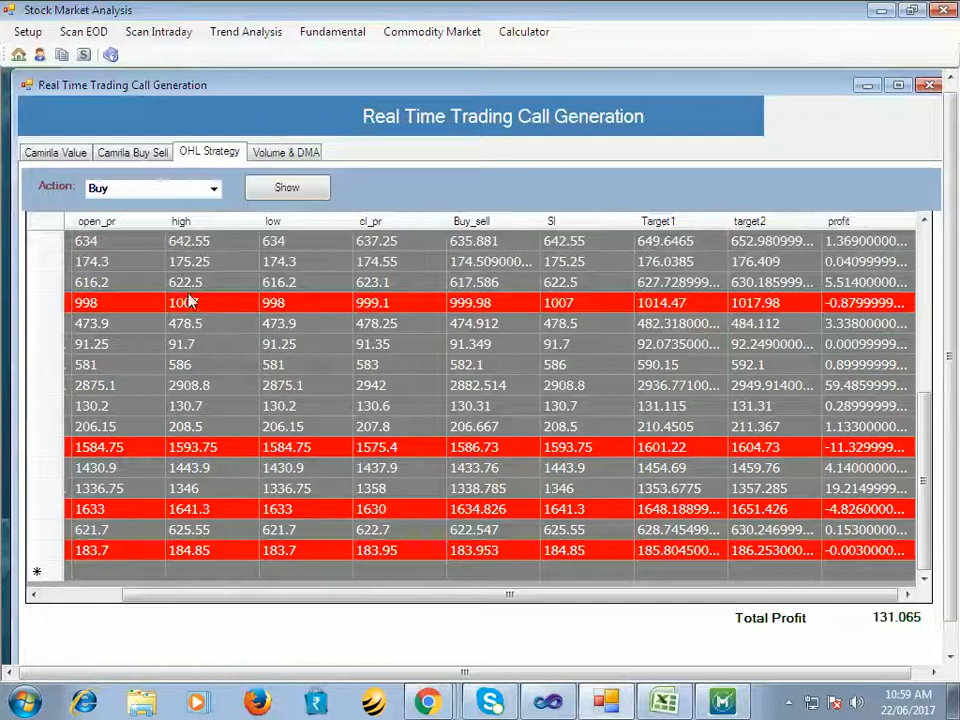 Stock Market Analysis
Setup Scan EOD Scan Intraday Trend Analysis Fundamental Commodity Market Calculator
Real Time Trading Call Generation
Real Time Trading Call Generation
Camrila Value Camrila Buy Sell OHL Strategy Volume & DMA
Action: Buy Show
open_pr high low cl_pr Buy_sell Sl Target1 target2 profit
634 642.55 634 637.25 635.881 642.55 649.6465 652.980999... 1.36900000...
174.3 175.25 174.3 174.55 174.509000... 175.25 176.0385 176.409 0.04099999...
616.2 622.5 616.2 623.1 617.586 622.5 627.879000... 630.185999... 5.51400000...
998 1007 998 999.1 999.98 1007 1014.47 1017.98 -0.8799999...
473.9 478.5 473.9 478.25 474.912 478.5 482.318000... 484.112 3.33800000...
91.25 91.7 91.25 91.35 91.349 91.7 92.0735000... 92.2490000... 0.00099999...
581 586 581 583 582.1 586 590.15 592.1 0.89999999...
2875.1 2908.8 2875.1 2942 2882.514 2908.8 2936.77100... 2949.91400... 59.4859999...
130.2 130.7 130.2 130.6 130.31 130.7 131.115 131.31 0.28999999...
206.15 208.5 206.15 207.8 206.667 208.5 210.4505 211.367 1.13300000...
1584.75 1593.75 1584.75 1575.4 1586.73 1593.75 1601.22 1604.73 -11.329999...
1430.9 1443.9 1430.9 1437.9 1433.76 1443.9 1454.69 1459.76 4.14000000...
1336.75 1346 1336.75 1358 1338.785 1346 1353.6775 1357.285 19.2149999...
1633 1641.3 1633 1630 1634.826 1641.3 1648.18899... 1651.426 -4.8260000...
621.7 625.55 621.7 622.7 622.547 625.55 628.745499... 630.246999... 0.15300000...
183.7 184.85 183.7 183.95 183.953 184.85 185.804500... 186.253000... -0.0030000...
Total Profit 131.065
10:59 AM
22/06/2017